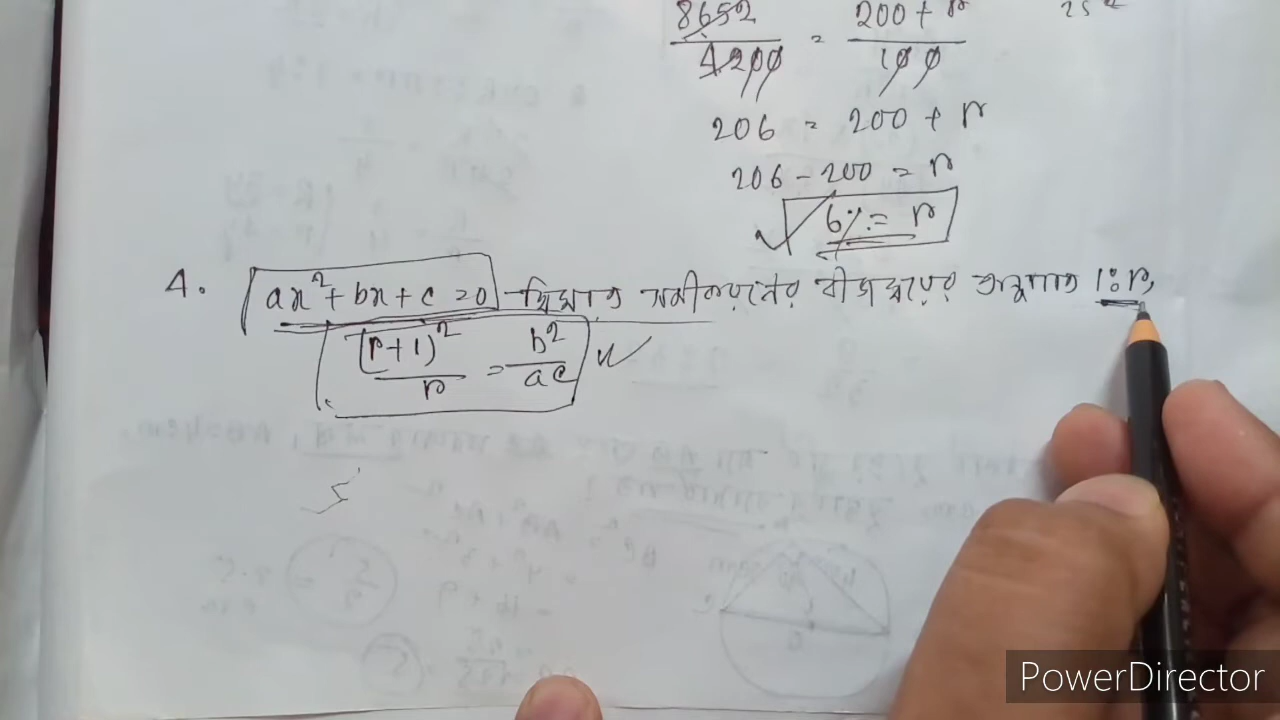 8652/4200 = 200 + r/100
206 = 200 + r
206 - 200 = r
6% = r
4. ax² + bx + c = 0 দ্বিঘাত সমীকরণের বীজদ্বয়ের অনুপাত 1:r,
(r+1)²/r = b²/ac
PowerDirector